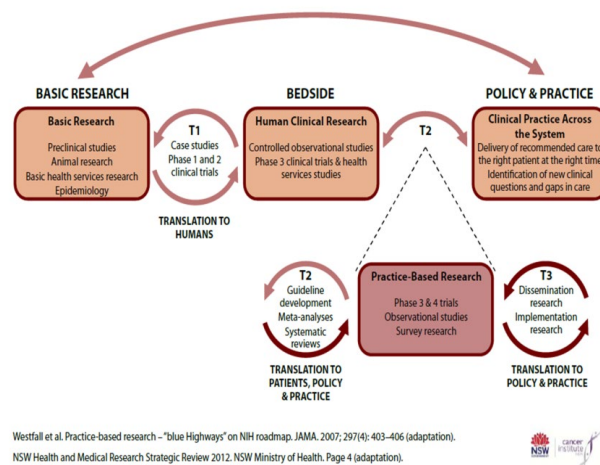 BASIC RESEARCH
BEDSIDE
POLICY & PRACTICE
Basic Research
Preclinical studies
Animal research
Basic health services research
Epidemiology
T1
Case studies
Phase 1 and 2
clinical trials
TRANSLATION TO
HUMANS
Human Clinical Research
Controlled observational studies
Phase 3 clinical trials & health
services studies
T2
Clinical Practice Across
the System
Delivery of recommended care to
the right patient at the right time
Identification of new clinical
questions and gaps in care
T2
Guideline
development
Meta-analyses
Systematic
reviews
TRANSLATION TO
PATIENTS, POLICY
& PRACTICE
Practice-Based Research
Phase 3 & 4 trials
Observational studies
Survey research
T3
Dissemination
research
Implementation
research
TRANSLATION TO
POLICY & PRACTICE
Westfall et al. Practice-based research – “blue Highways” on NIH roadmap. JAMA. 2007; 297(4): 403–406 (adaptation).
NSW Health and Medical Research Strategic Review 2012. NSW Ministry of Health. Page 4 (adaptation).
NSW
cancer
institute